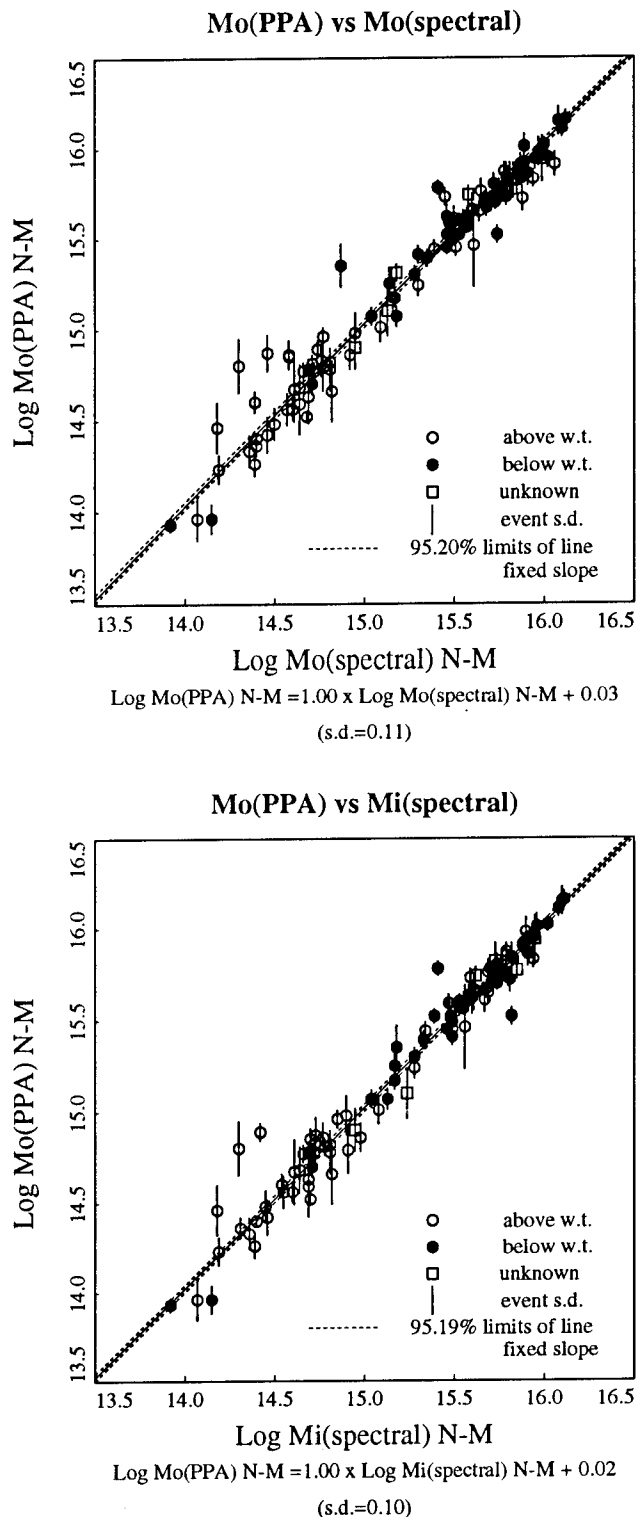 Mo(PPA) vs Mo(spectral)
16.5
16.0
15.5
15.0
14.5
14.0
13.5
Log Mo(PPA) N-M
above w.t.
below w.t.
unknown
event s.d.
95.20% limits of line
fixed slope
13.5 14.0 14.5 15.0 15.5 16.0 16.5
Log Mo(spectral) N-M
Log Mo(PPA) N-M =1.00 x Log Mo(spectral) N-M + 0.03
(s.d.=0.11)
Mo(PPA) vs Mi(spectral)
16.5
16.0
15.5
15.0
14.5
14.0
13.5
Log Mo(PPA) N-M
above w.t.
below w.t.
unknown
event s.d.
95.19% limits of line
fixed slope
13.5 14.0 14.5 15.0 15.5 16.0 16.5
Log Mi(spectral) N-M
Log Mo(PPA) N-M =1.00 x Log Mi(spectral) N-M + 0.02
(s.d.=0.10)